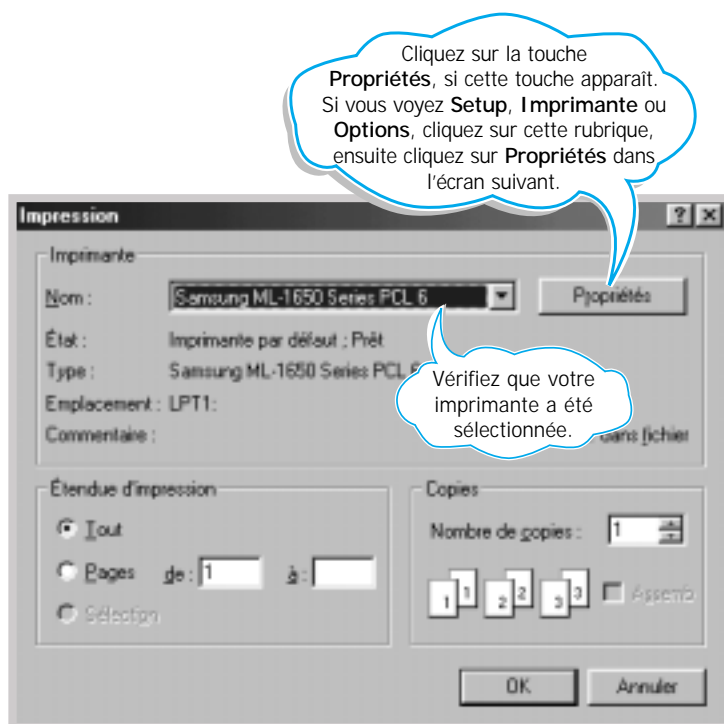 Cliquez sur la touche
Propriétés, si cette touche apparaît.
Si vous voyez Setup, Imprimante ou
Options, cliquez sur cette rubrique,
ensuite cliquez sur Propriétés dans
l'écran suivant.
Impression
Imprimante
Nom : Samsung ML-1650 Series PCL 6 Propriétés
État : Imprimante par défaut ; Prêt
Type : Samsung ML-1650 Series PCL
Emplacement : LPT1:
Commentaire : dans fichier
Vérifiez que votre
imprimante a été
sélectionnée.
Étendue d'impression
Tout
Pages de : 1 à :
Sélection
Copies
Nombre de copies : 1
1 1 2 2 3 3 Assemb
OK Annuler